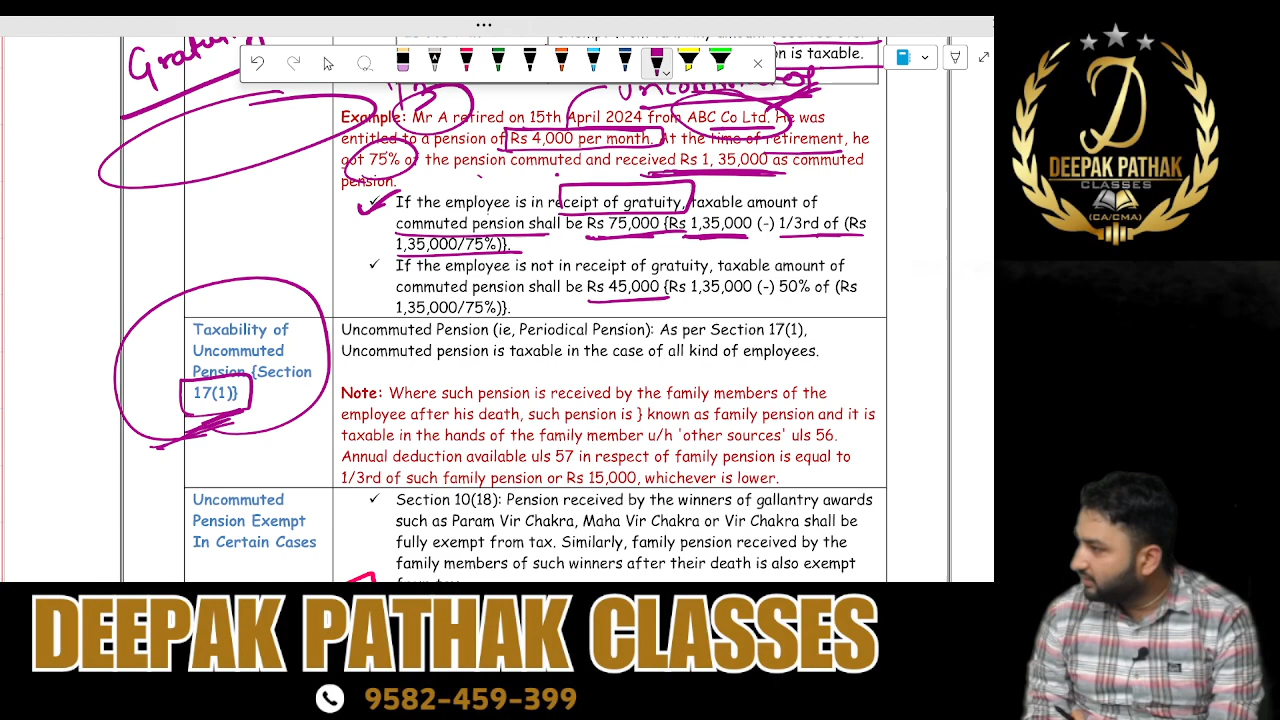 Gratuity
is taxable.
Example: Mr A retired on 15th April 2024 from ABC Co Ltd. He was
entitled to a pension of Rs 4,000 per month. At the time of retirement, he
got 75% of the pension commuted and received Rs 1, 35,000 as commuted
pension.
✓ If the employee is in receipt of gratuity, taxable amount of
commuted pension shall be Rs 75,000 {Rs 1,35,000 (-) 1/3rd of (Rs
1,35,000/75%)}.
✓ If the employee is not in receipt of gratuity, taxable amount of
commuted pension shall be Rs 45,000 {Rs 1,35,000 (-) 50% of (Rs
1,35,000/75%)}.
Taxability of
Uncommuted
Pension {Section
17(1)}
Uncommuted Pension (ie, Periodical Pension): As per Section 17(1),
Uncommuted pension is taxable in the case of all kind of employees.
Note: Where such pension is received by the family members of the
employee after his death, such pension is } known as family pension and it is
taxable in the hands of the family member u/h 'other sources' uls 56.
Annual deduction available uls 57 in respect of family pension is equal to
1/3rd of such family pension or Rs 15,000, whichever is lower.
Uncommuted
Pension Exempt
In Certain Cases
✓ Section 10(18): Pension received by the winners of gallantry awards
such as Param Vir Chakra, Maha Vir Chakra or Vir Chakra shall be
fully exempt from tax. Similarly, family pension received by the
family members of such winners after their death is also exempt
D
DEEPAK PATHAK
CLASSES
(CA/CMA)
DEEPAK PATHAK CLASSES
9582-459-399